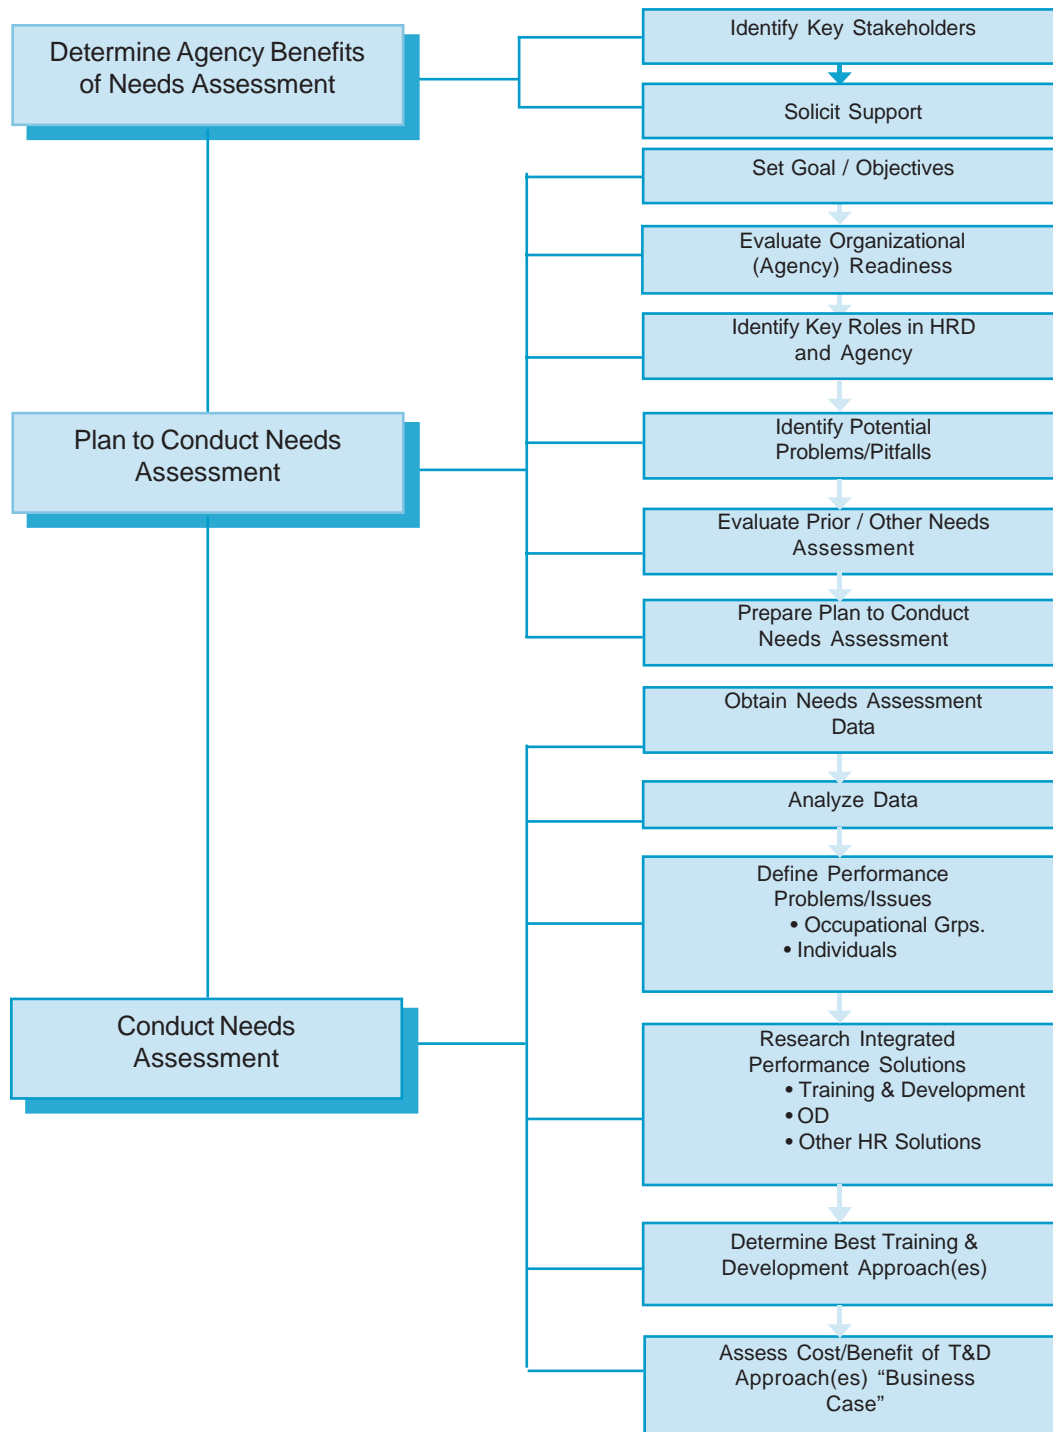 Determine Agency Benefits
of Needs Assessment
Identify Key Stakeholders
Solicit Support
Plan to Conduct Needs
Assessment
Set Goal / Objectives
Evaluate Organizational
(Agency) Readiness
Identify Key Roles in HRD
and Agency
Identify Potential
Problems/Pitfalls
Evaluate Prior / Other Needs
Assessment
Prepare Plan to Conduct
Needs Assessment
Conduct Needs
Assessment
Obtain Needs Assessment
Data
Analyze Data
Define Performance
Problems/Issues
• Occupational Grps.
• Individuals
Research Integrated
Performance Solutions
• Training & Development
• OD
• Other HR Solutions
Determine Best Training &
Development Approach(es)
Assess Cost/Benefit of T&D
Approach(es) “Business
Case”